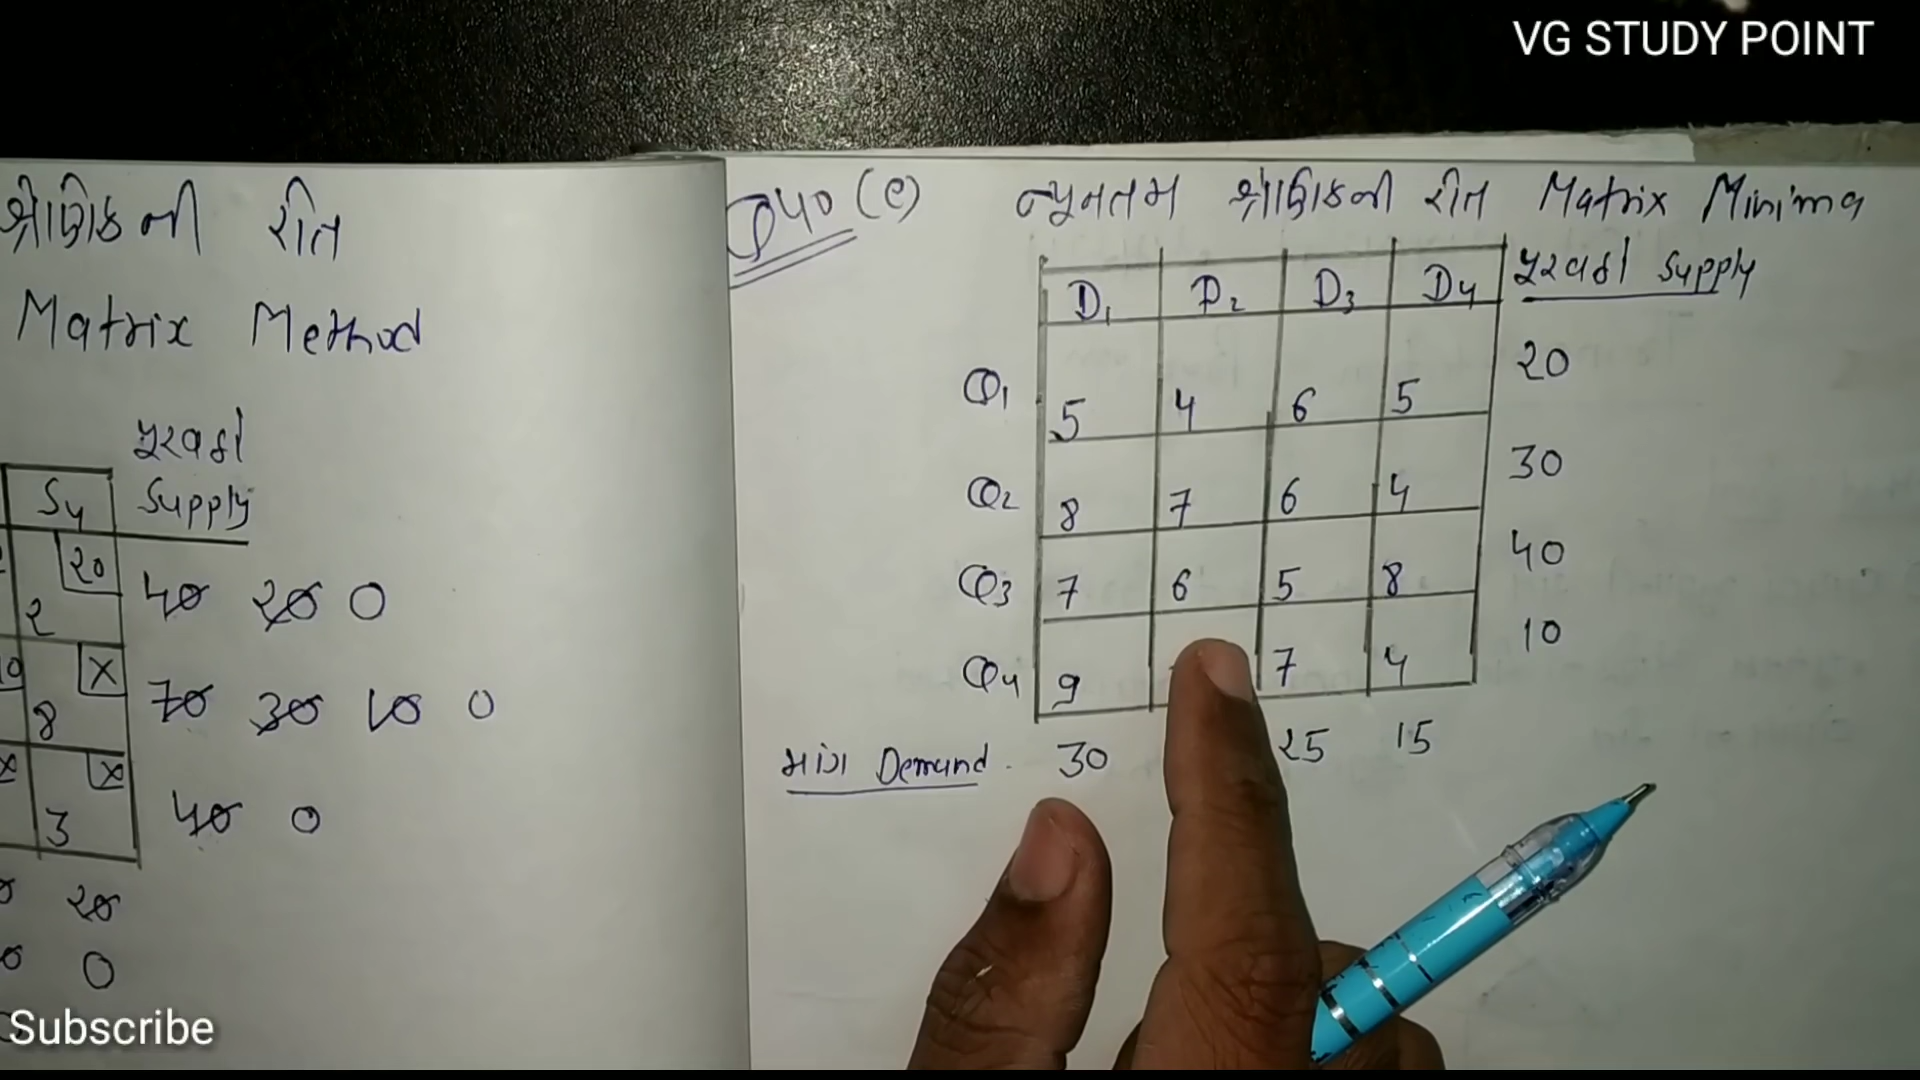 VG STUDY POINT
શ્રેણિકની રીત
Matrix Method
પુરવઠો
S4 Supply
20
2 40 20 0
10 X
8 70 30 10 0
X X
3 40 0
20
0
Q40 (e) ન્યુનતમ શ્રેણિકની રીત Matrix Minima
D1 D2 D3 D4 પુરવઠો Supply
O1 5 4 6 5 20
O2 8 7 6 4 30
O3 7 6 5 8 40
O4 9 7 4 10
માંગ Demand 30 25 15
Subscribe